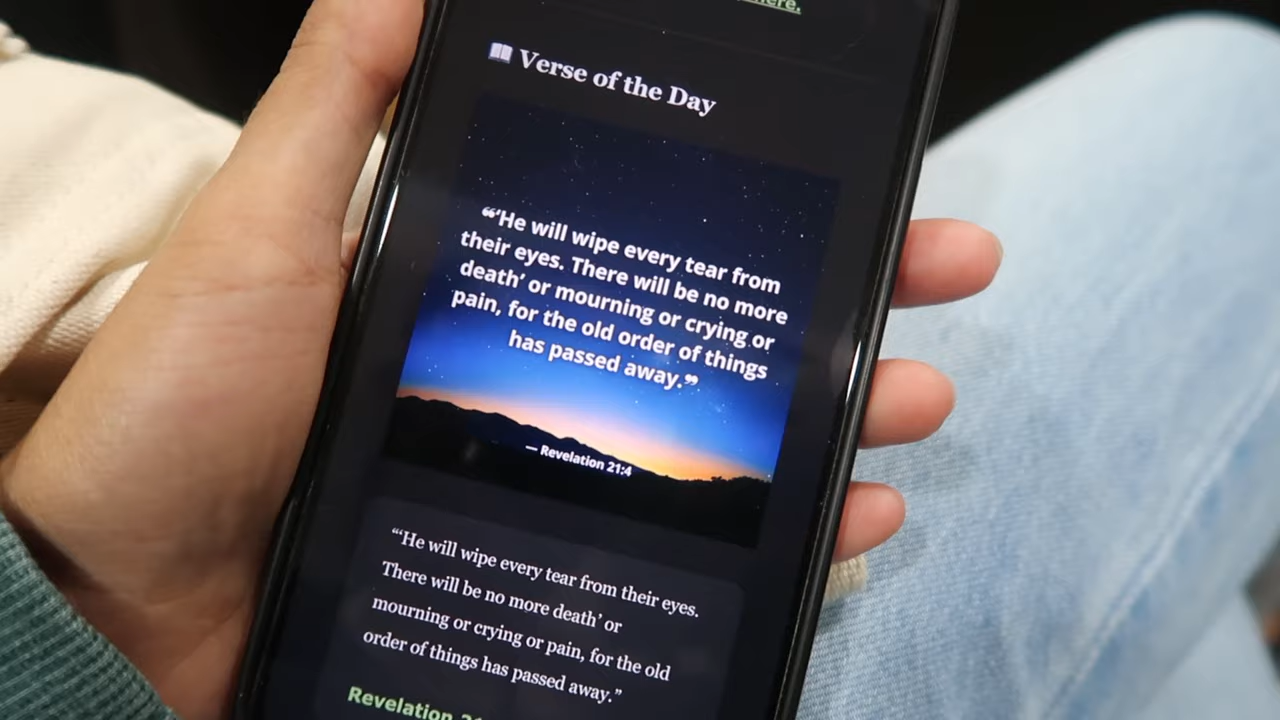 here.
📖 Verse of the Day
“‘He will wipe every tear from
their eyes. There will be no more
death’ or mourning or crying or
pain, for the old order of things
has passed away.”
— Revelation 21:4
“‘He will wipe every tear from their eyes.
There will be no more death’ or
mourning or crying or pain, for the old
order of things has passed away.”
Revelation